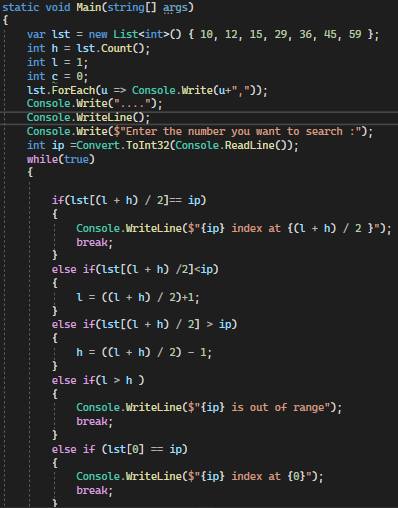 static void Main(string[] args)
{
var lst = new List<int>() { 10, 12, 15, 29, 36, 45, 59 };
int h = lst.Count();
int l = 1;
int c = 0;
lst.ForEach(u => Console.Write(u+","));
Console.Write("....");
Console.WriteLine();
Console.Write($"Enter the number you want to search :");
int ip =Convert.ToInt32(Console.ReadLine());
while(true)
{
if(lst[(l + h) / 2]== ip)
{
Console.WriteLine($"{ip} index at {(l + h) / 2 }");
break;
}
else if(lst[(l + h) /2]<ip)
{
l = ((l + h) / 2)+1;
}
else if(lst[(l + h) / 2] > ip)
{
h = ((l + h) / 2) - 1;
}
else if(l > h )
{
Console.WriteLine($"{ip} is out of range");
break;
}
else if (lst[0] == ip)
{
Console.WriteLine($"{ip} index at {0}");
break;
}